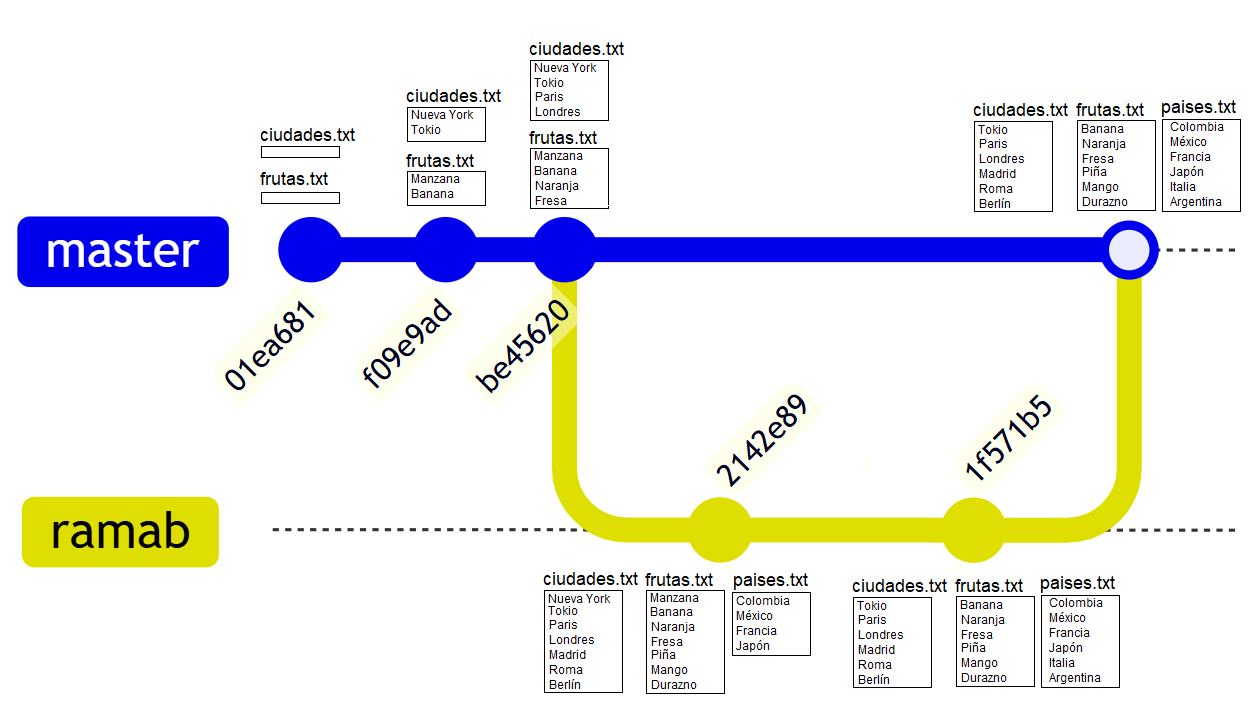 ciudades.txt
frutas.txt
ciudades.txt
Nueva York
Tokio
frutas.txt
Manzana
Banana
ciudades.txt
Nueva York
Tokio
Paris
Londres
frutas.txt
Manzana
Banana
Naranja
Fresa
ciudades.txt
Tokio
Paris
Londres
Madrid
Roma
Berlín
frutas.txt
Banana
Naranja
Fresa
Piña
Mango
Durazno
paises.txt
Colombia
México
Francia
Japón
Italia
Argentina
master
01ea681
f09e9ad
be45620
2142e89
1f571b5
ramab
ciudades.txt
Nueva York
Tokio
Paris
Londres
Madrid
Roma
Berlín
frutas.txt
Manzana
Banana
Naranja
Fresa
Piña
Mango
Durazno
paises.txt
Colombia
México
Francia
Japón
ciudades.txt
Tokio
Paris
Londres
Madrid
Roma
Berlín
frutas.txt
Banana
Naranja
Fresa
Piña
Mango
Durazno
paises.txt
Colombia
México
Francia
Japón
Italia
Argentina